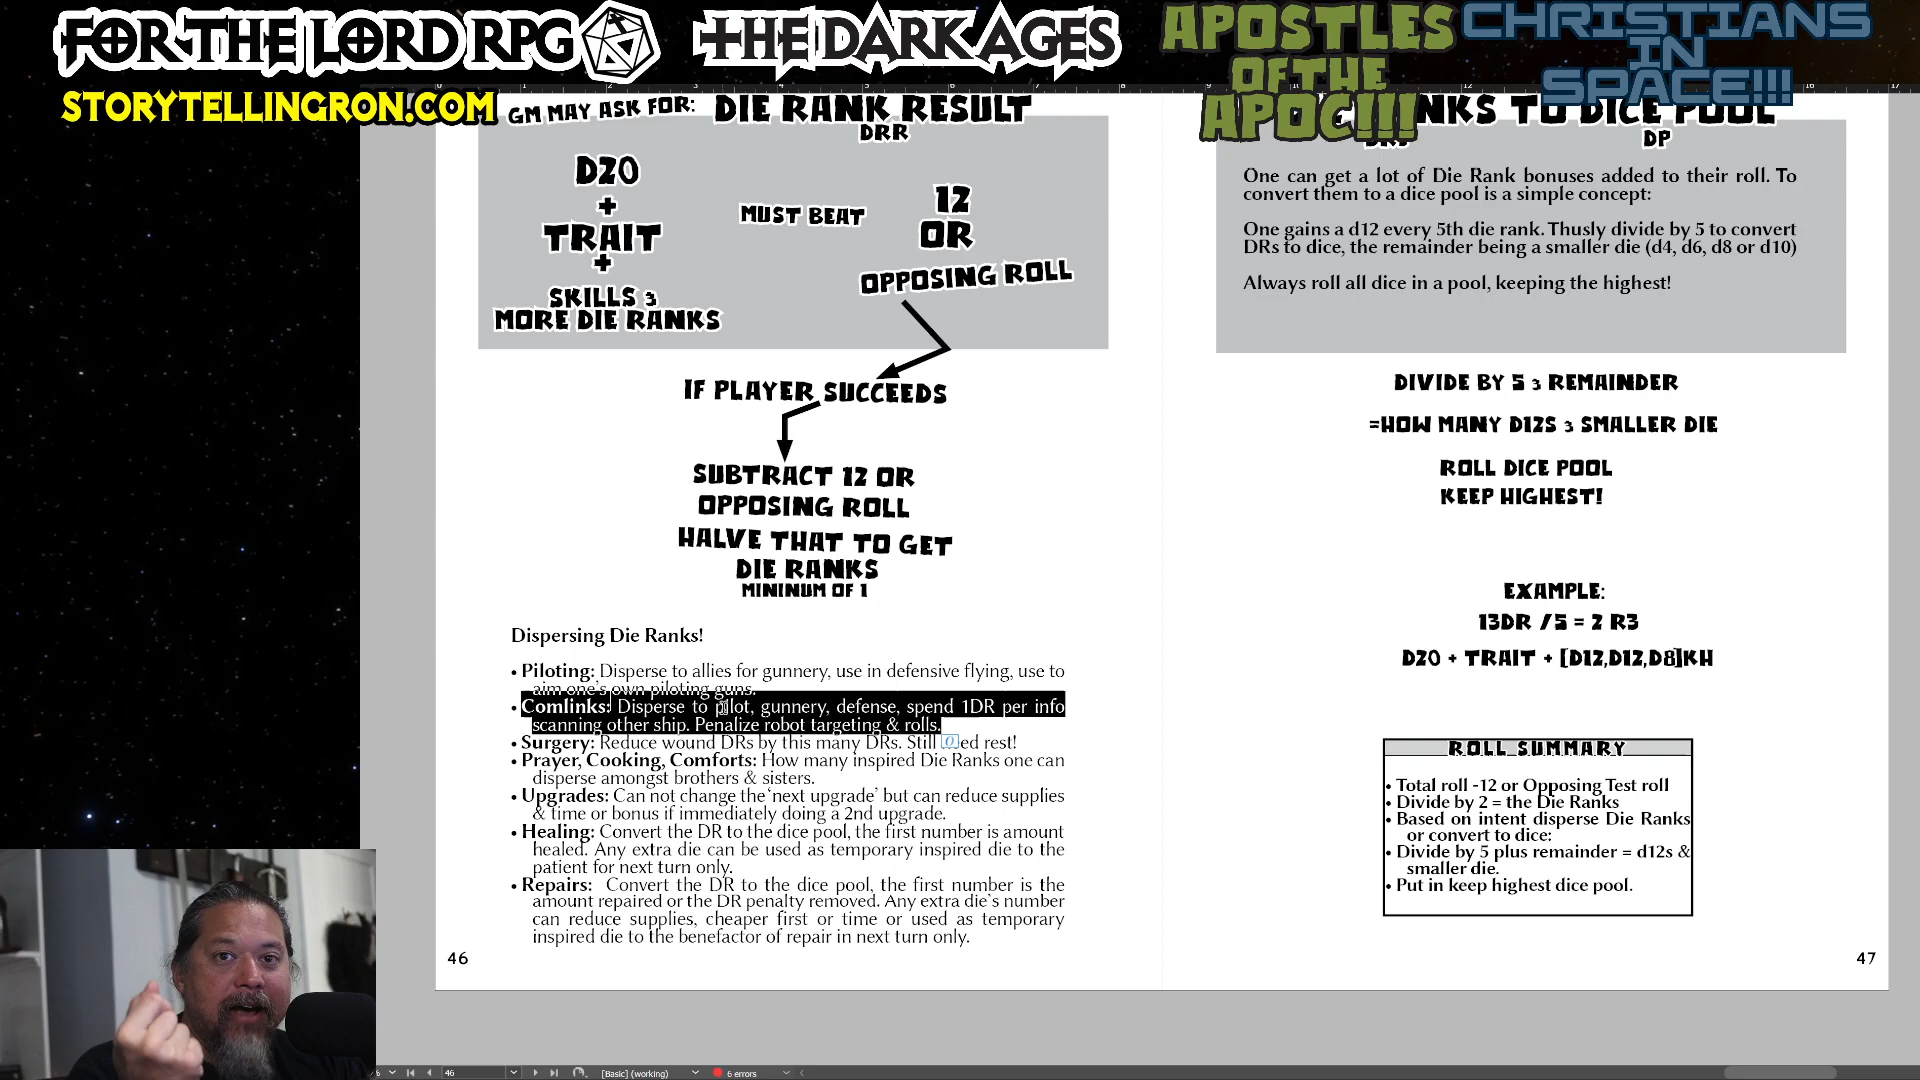 FOR THE LORD RPG
THE DARK AGES
APOSTLES
OF THE
APOC!!!
CHRISTIANS
IN
SPACE!!!
STORYTELLINGRON.COM
GM MAY ASK FOR:
DIE RANK RESULT
DRR
D20
+
TRAIT
+
SKILLS &
MORE DIE RANKS
MUST BEAT
12
OR
OPPOSING ROLL
IF PLAYER SUCCEEDS
SUBTRACT 12 OR
OPPOSING ROLL
HALVE THAT TO GET
DIE RANKS
MININUM OF 1
Dispersing Die Ranks!
• Piloting: Disperse to allies for gunnery, use in defensive flying, use to
aim one's own piloting guns.
• Comlinks: Disperse to pilot, gunnery, defense, spend 1DR per info
scanning other ship. Penalize robot targeting & rolls.
• Surgery: Reduce wound DRs by this many DRs. Still need rest!
• Prayer, Cooking, Comforts: How many inspired Die Ranks one can
disperse amongst brothers & sisters.
• Upgrades: Can not change the 'next upgrade' but can reduce supplies
& time or bonus if immediately doing a 2nd upgrade.
• Healing: Convert the DR to the dice pool, the first number is amount
healed. Any extra die can be used as temporary inspired die to the
patient for next turn only.
• Repairs: Convert the DR to the dice pool, the first number is the
amount repaired or the DR penalty removed. Any extra die's number
can reduce supplies, cheaper first or time or used as temporary
inspired die to the benefactor of repair in next turn only.
46
NKS TO DICE POOL
DP
One can get a lot of Die Rank bonuses added to their roll. To
convert them to a dice pool is a simple concept:
One gains a d12 every 5th die rank. Thusly divide by 5 to convert
DRs to dice, the remainder being a smaller die (d4, d6, d8 or d10)
Always roll all dice in a pool, keeping the highest!
DIVIDE BY 5 & REMAINDER
=HOW MANY D12S & SMALLER DIE
ROLL DICE POOL
KEEP HIGHEST!
EXAMPLE:
13DR /5 = 2 R3
D20 + TRAIT + [D12,D12,D8]KH
ROLL SUMMARY
• Total roll -12 or Opposing Test roll
• Divide by 2 = the Die Ranks
• Based on intent disperse Die Ranks
or convert to dice:
• Divide by 5 plus remainder = d12s &
smaller die.
• Put in keep highest dice pool.
47
46
[Basic] (working)
6 errors